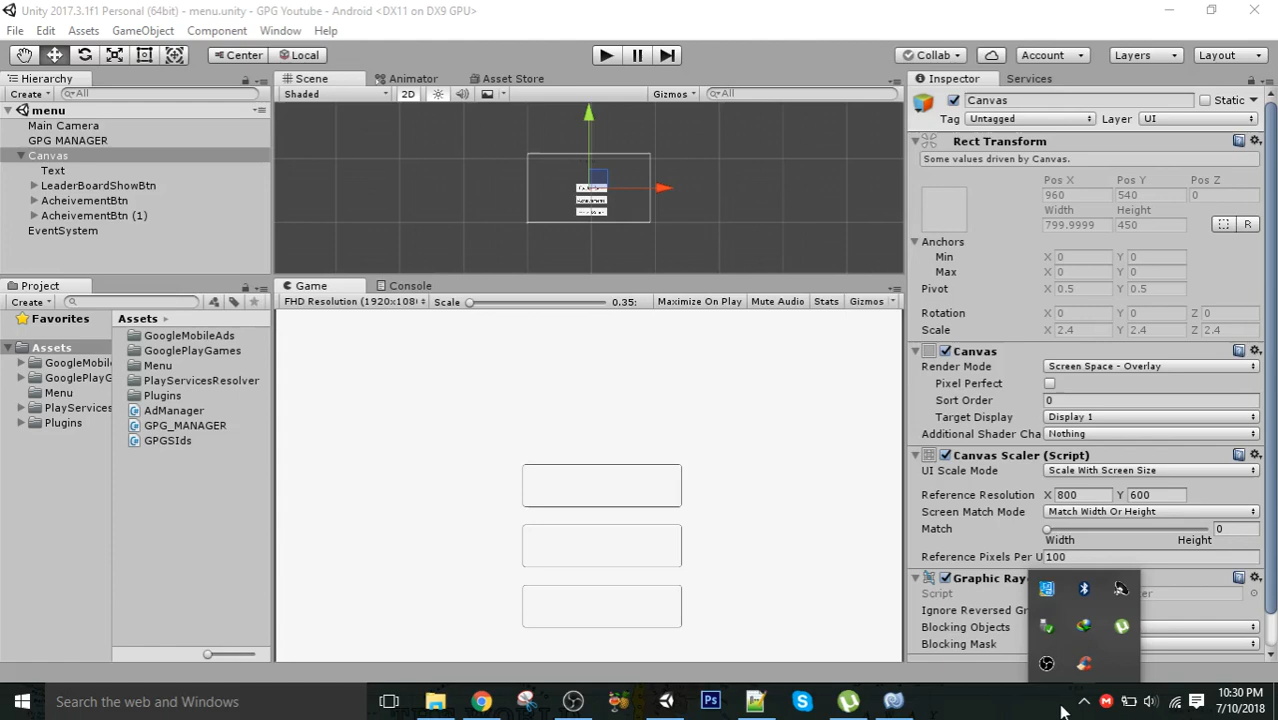 Unity 2017.3.1f1 Personal (64bit) - menu.unity - GPG Youtube - Android <DX11 on DX9 GPU>
File Edit Assets GameObject Component Window Help
Center Local Collab Account Layers Layout
Hierarchy
Create All
menu
Main Camera
GPG MANAGER
Canvas
Text
LeaderBoardShowBtn
AcheivementBtn
AcheivementBtn (1)
EventSystem
Scene Animator Asset Store
Shaded 2D Gizmos All
Project
Create
Favorites
Assets
GoogleMobil
GooglePlayG
Menu
PlayServices
Plugins
Assets
GoogleMobileAds
GooglePlayGames
Menu
PlayServicesResolver
Plugins
AdManager
GPG_MANAGER
GPGSIds
Game Console
FHD Resolution (1920x108 Scale 0.35: Maximize On Play Mute Audio Stats Gizmos
Inspector Services
Canvas Static
Tag Untagged Layer UI
Rect Transform
Some values driven by Canvas.
Pos X Pos Y Pos Z
960 540 0
Width Height
799.9999 450
R
Anchors
Min X 0 Y 0
Max X 0 Y 0
Pivot X 0.5 Y 0.5
Rotation X 0 Y 0 Z 0
Scale X 2.4 Y 2.4 Z 2.4
Canvas
Render Mode Screen Space - Overlay
Pixel Perfect
Sort Order 0
Target Display Display 1
Additional Shader Cha Nothing
Canvas Scaler (Script)
UI Scale Mode Scale With Screen Size
Reference Resolution X 800 Y 600
Screen Match Mode Match Width Or Height
Match 0
Width Height
Reference Pixels Per U 100
Graphic Ray
Script
Ignore Reversed Gr
Blocking Objects
Blocking Mask
Search the web and Windows
Ps
10:30 PM
7/10/2018